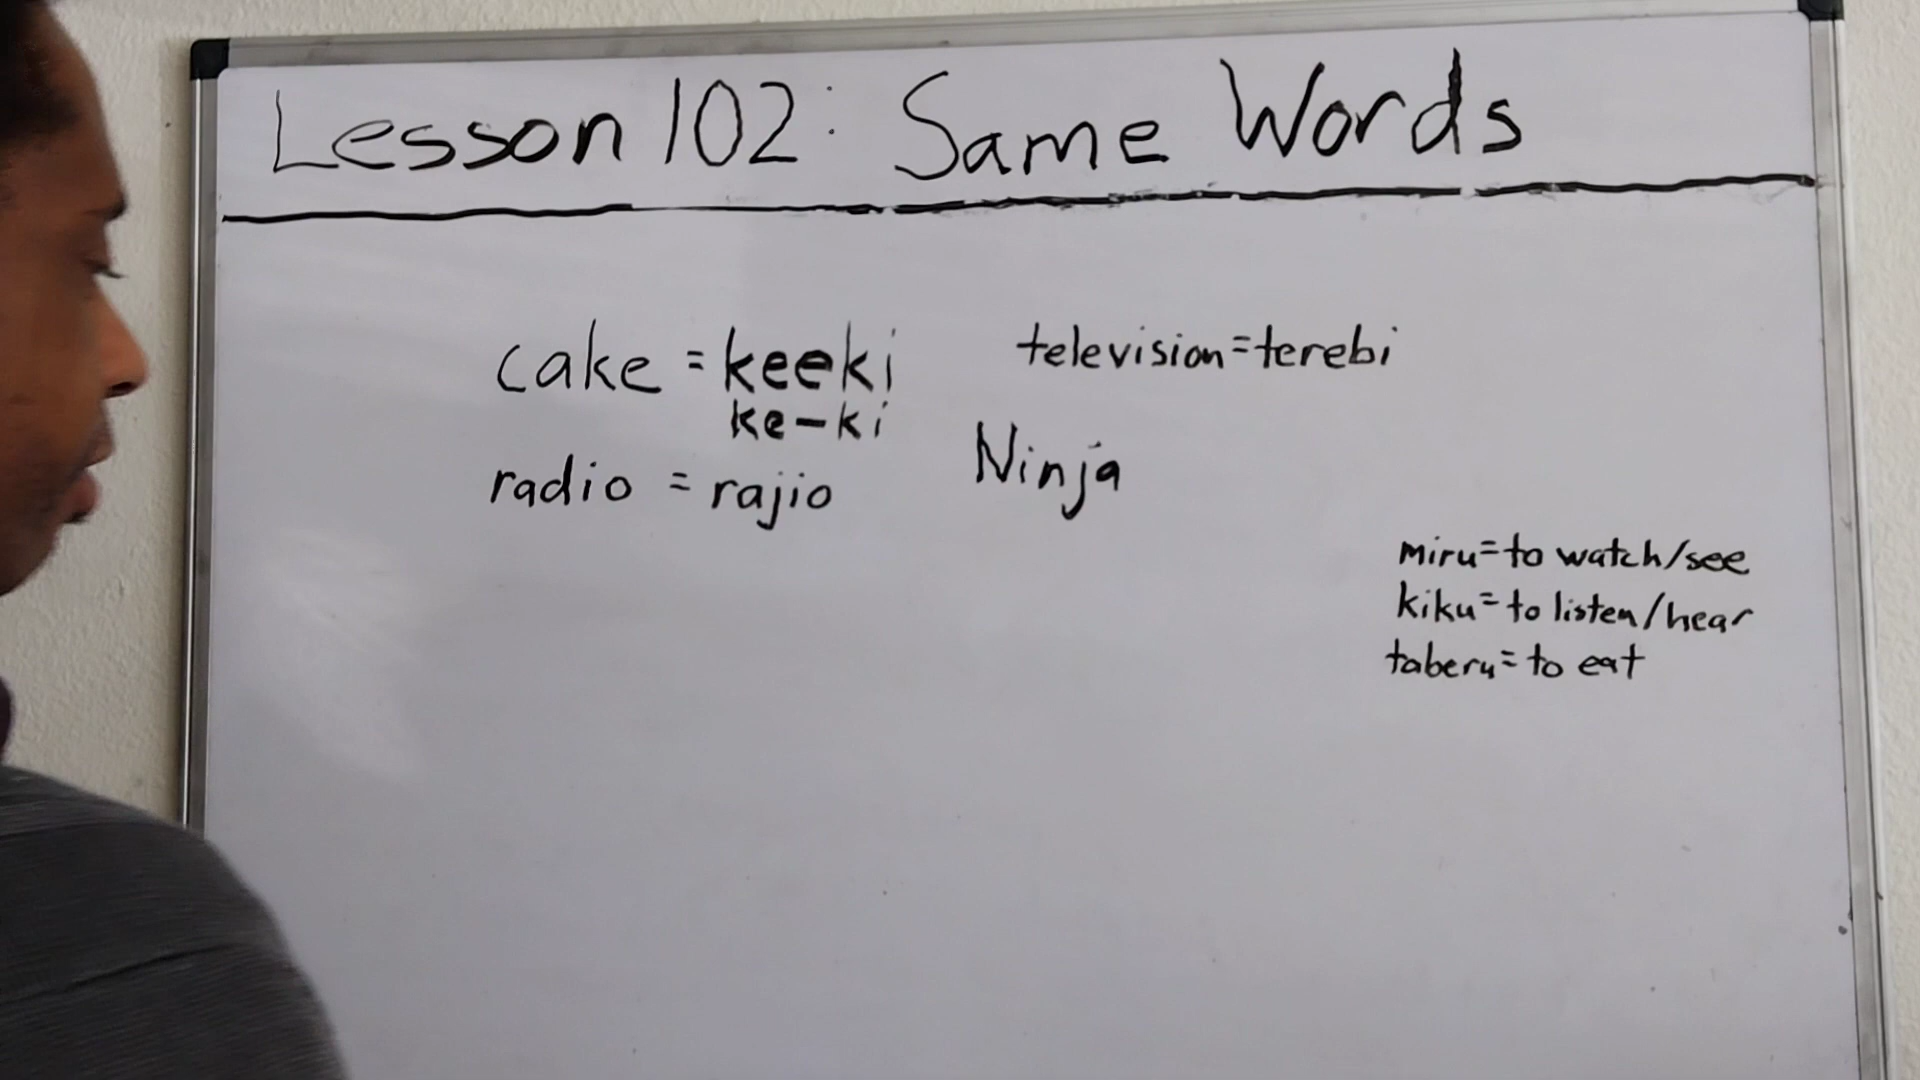 Lesson 102: Same Words
cake = keeki
ke-ki
radio = rajio
television=terebi
Ninja
miru=to watch/see
kiku=to listen/hear
taberu=to eat